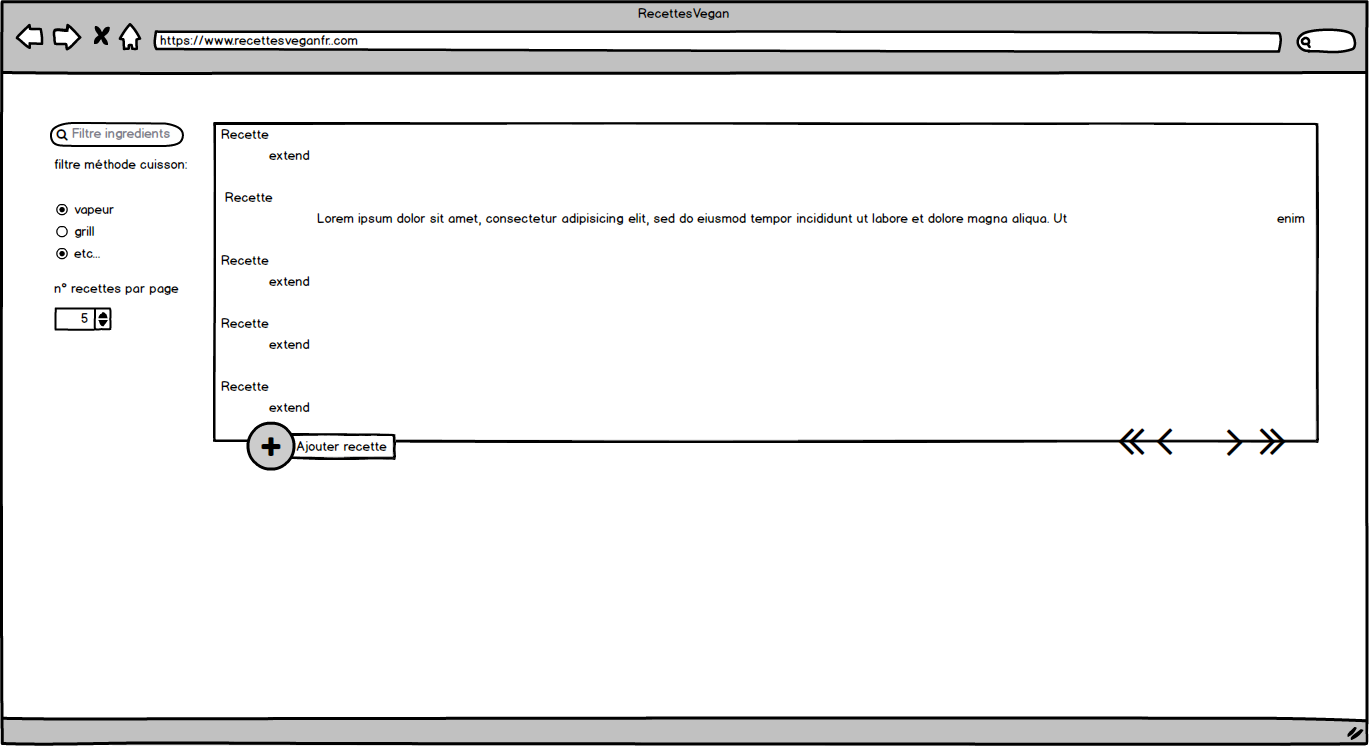 RecettesVegan
https://www.recettesveganfr..com
Filtre ingredients
filtre méthode cuisson:
vapeur
grill
etc...
n° recettes par page
5
Recette
extend
Recette
Lorem ipsum dolor sit amet, consectetur adipisicing elit, sed do eiusmod tempor incididunt ut labore et dolore magna aliqua. Ut enim
Recette
extend
Recette
extend
Recette
extend
Ajouter recette